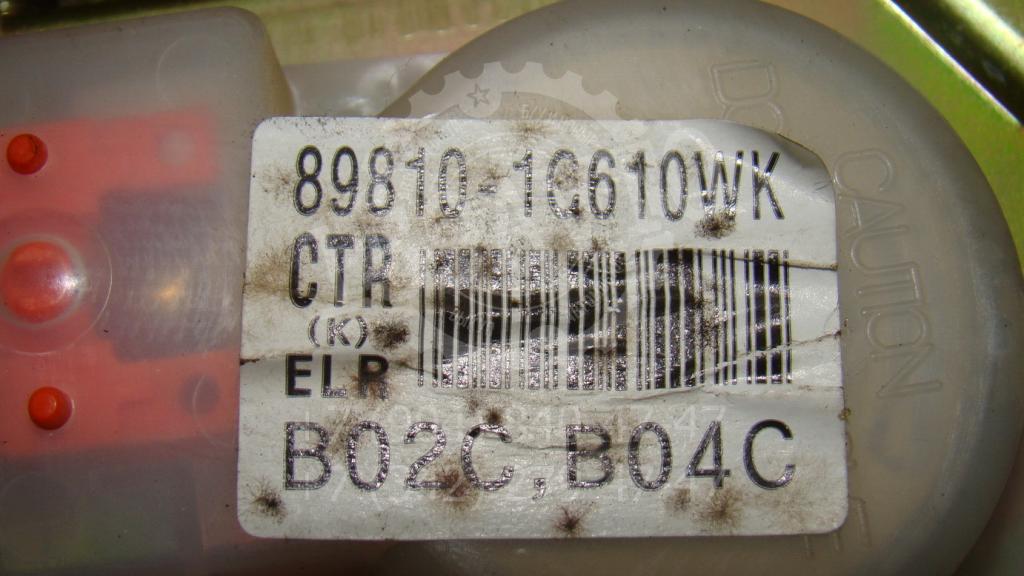 89810-1C610WK
CTR
(K)
ELR
B02C, B04C
CAUTION